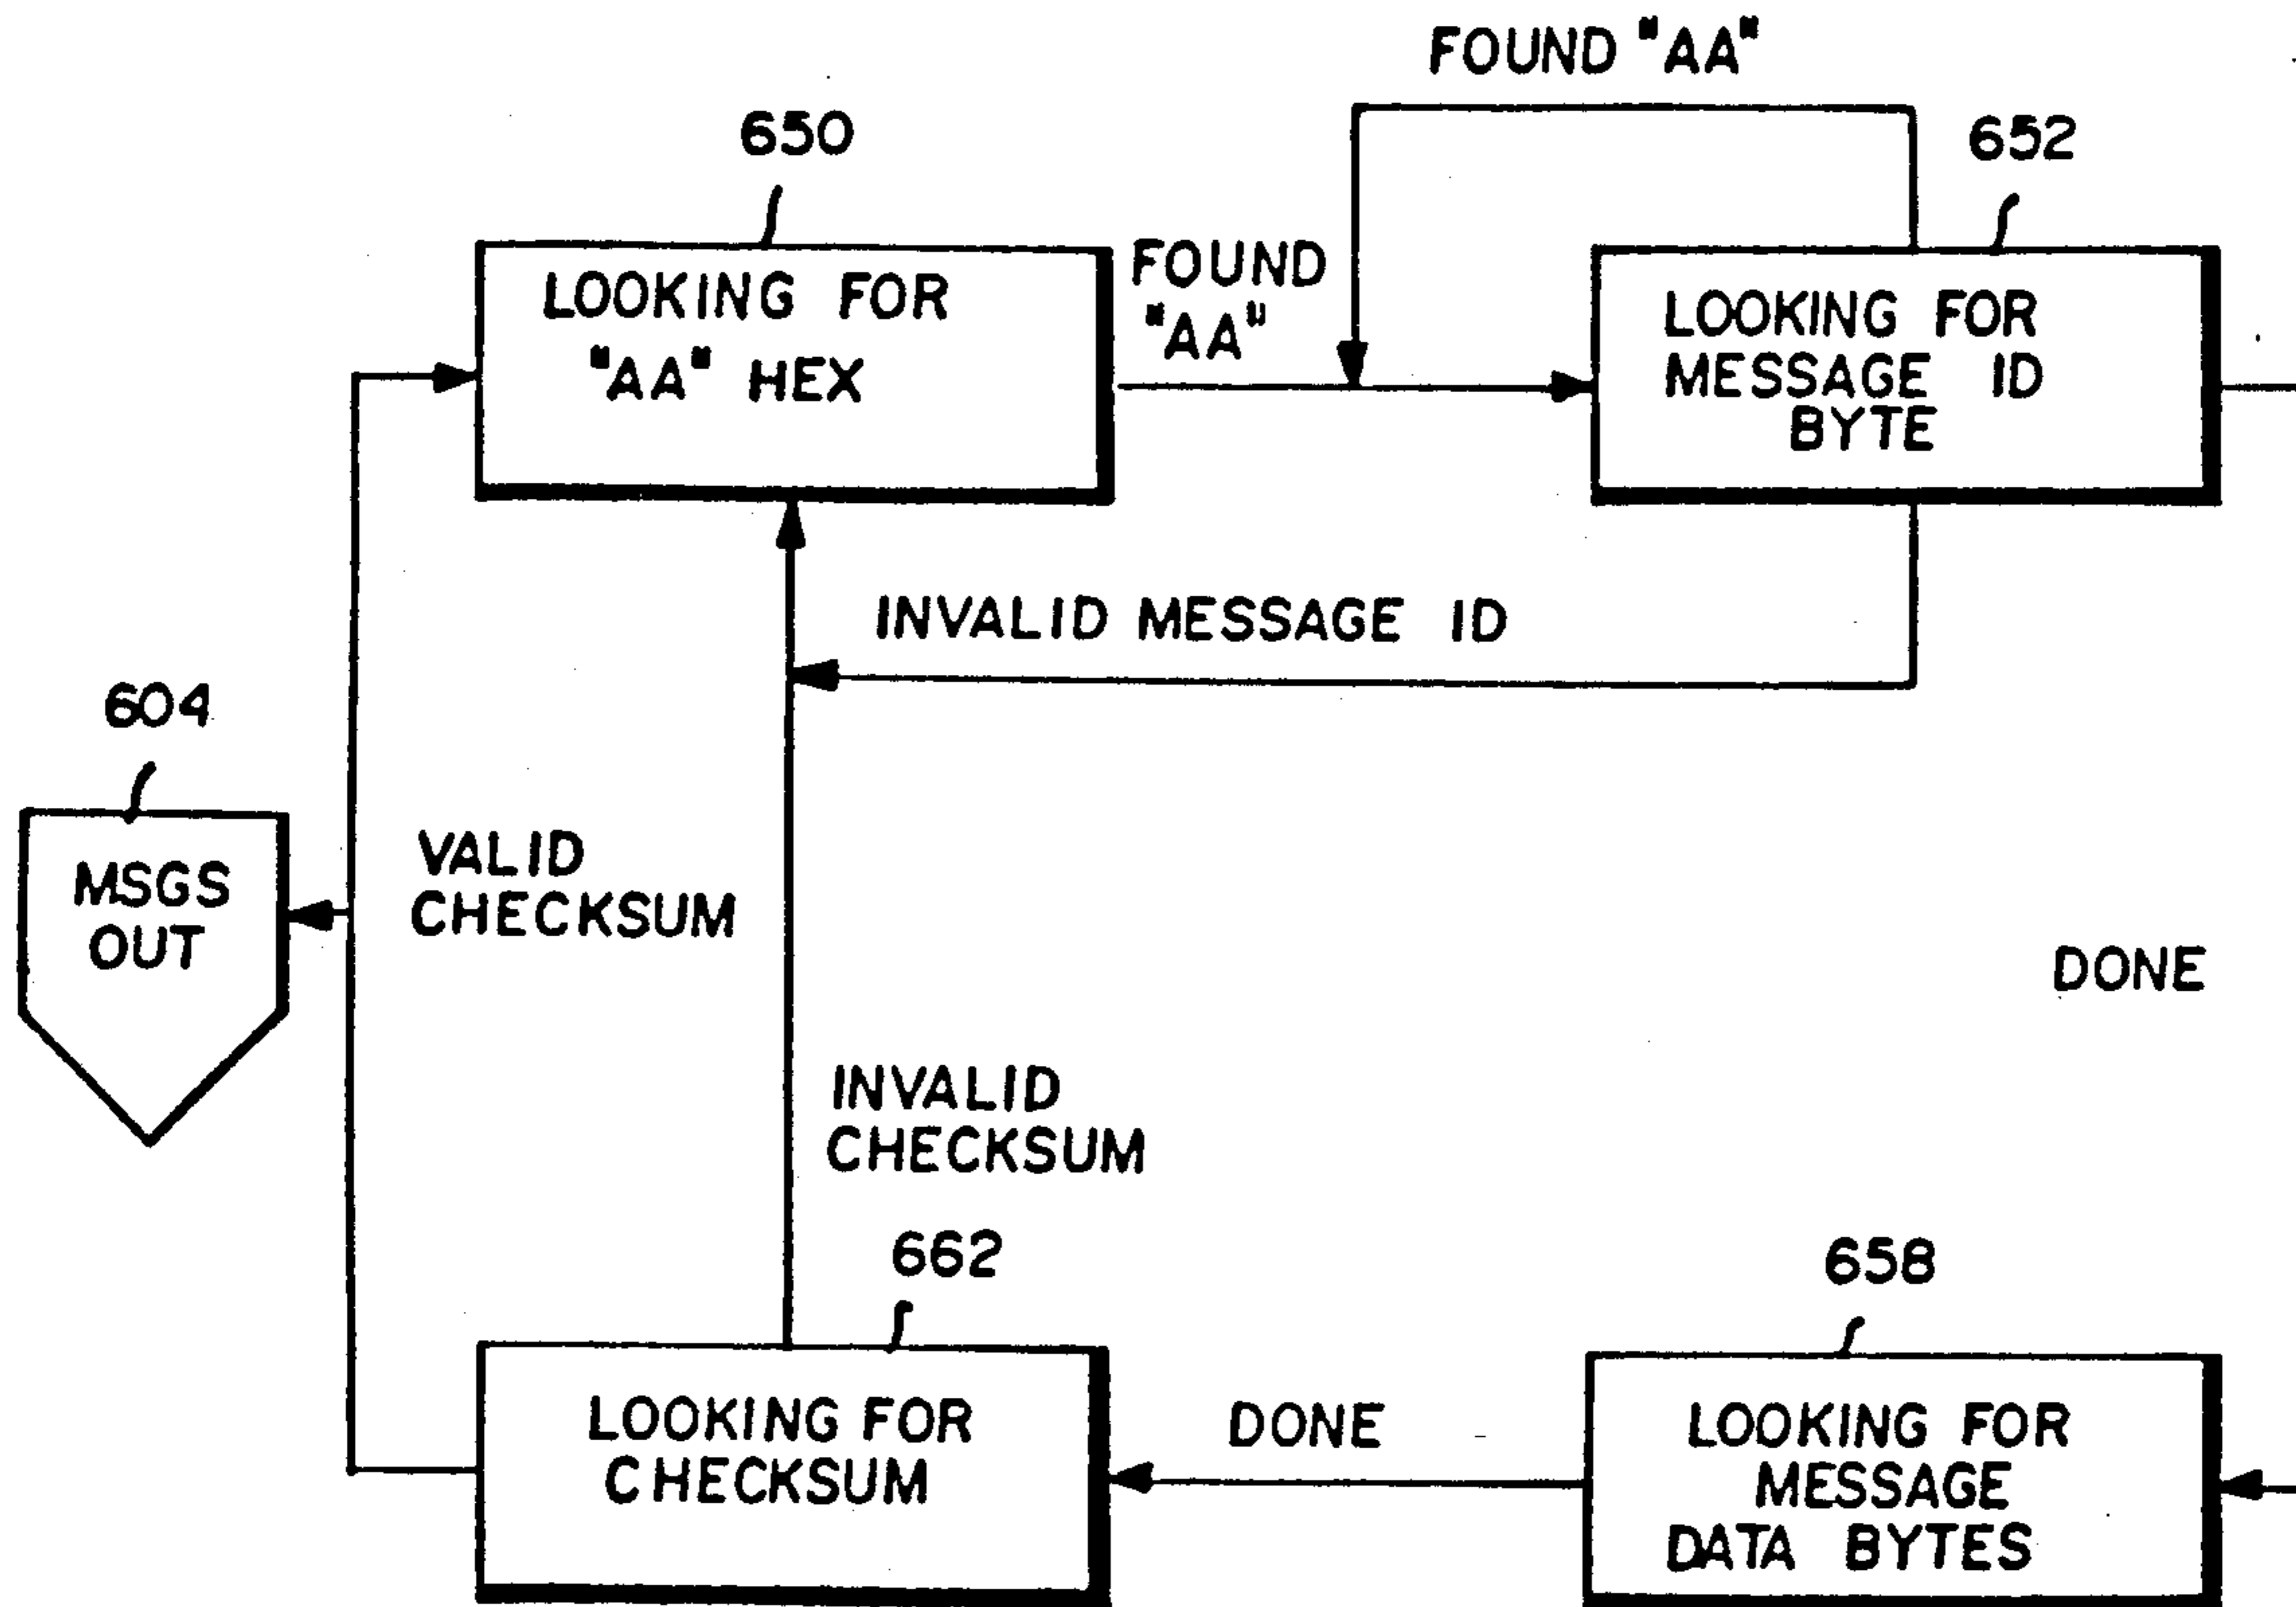 FOUND "AA"
650
652
LOOKING FOR
"AA" HEX
FOUND
"AA"
LOOKING FOR
MESSAGE ID
BYTE
INVALID MESSAGE ID
604
MSGS
OUT
VALID
CHECKSUM
DONE
INVALID
CHECKSUM
662
658
LOOKING FOR
CHECKSUM
DONE
LOOKING FOR
MESSAGE
DATA BYTES